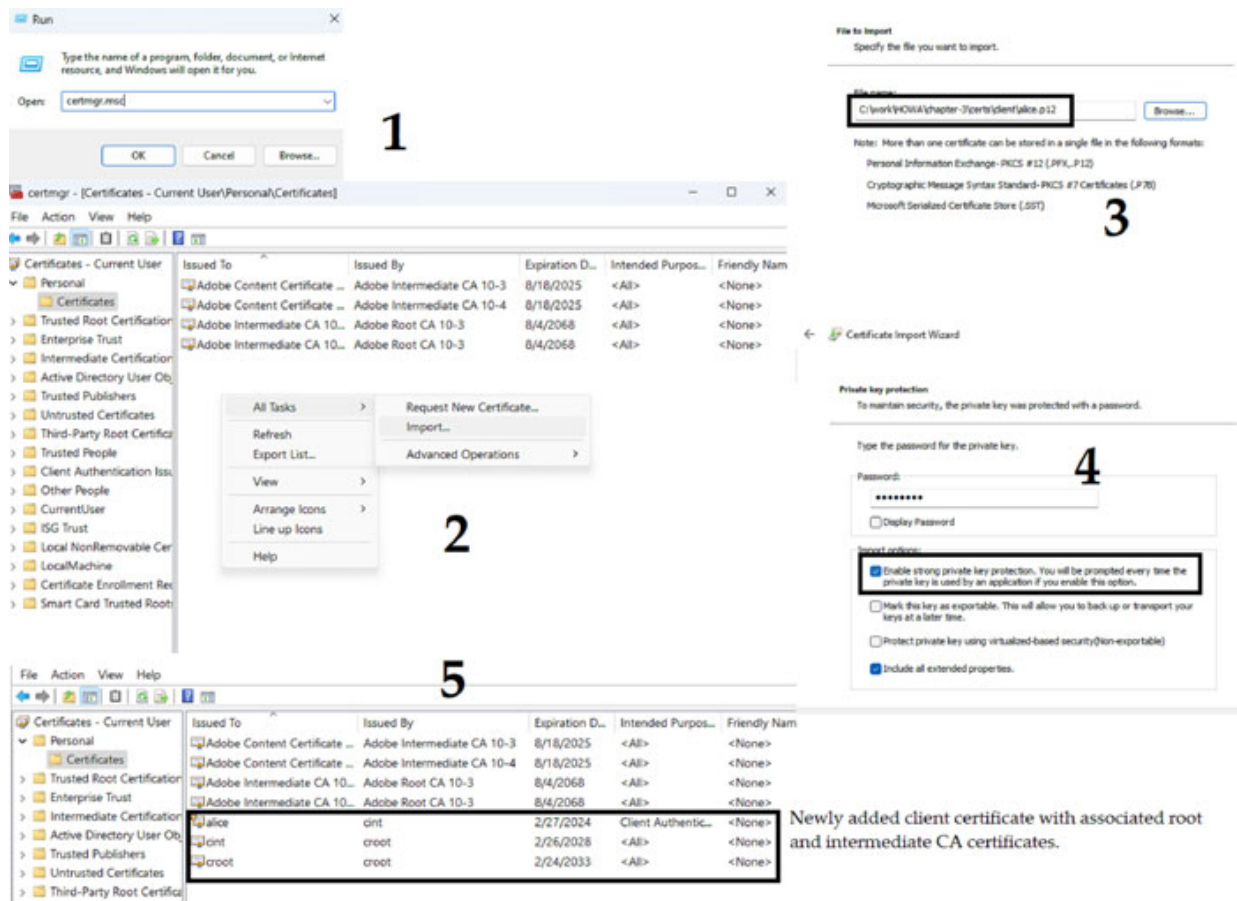 Run
Type the name of a program, folder, document, or Internet
resource, and Windows will open it for you.
Open: certmgr.msc
OK Cancel Browse...
1
certmgr - [Certificates - Current User\Personal\Certificates]
File Action View Help
Certificates - Current User
Personal
Certificates
Trusted Root Certification
Enterprise Trust
Intermediate Certification
Active Directory User Ob
Trusted Publishers
Untrusted Certificates
Third-Party Root Certifica
Trusted People
Client Authentication Issu
Other People
CurrentUser
ISG Trust
Local NonRemovable Cer
LocalMachine
Certificate Enrollment Req
Smart Card Trusted Roots
Issued To Issued By Expiration D... Intended Purpos... Friendly Nam
Adobe Content Certificate ... Adobe Intermediate CA 10-3 8/18/2025 <All> <None>
Adobe Content Certificate ... Adobe Intermediate CA 10-4 8/18/2025 <All> <None>
Adobe Intermediate CA 10... Adobe Root CA 10-3 8/4/2068 <All> <None>
Adobe Intermediate CA 10... Adobe Root CA 10-3 8/4/2068 <All> <None>
All Tasks
Refresh
Export List...
View
Arrange Icons
Line up Icons
Help
Request New Certificate...
Import...
Advanced Operations
2
File to Import
Specify the file you want to import.
File name:
C:\work\HOWA\chapter-3\certs\client\alice.p12 Browse...
Note: More than one certificate can be stored in a single file in the following formats:
Personal Information Exchange- PKCS #12 (.PFX,.P12)
Cryptographic Message Syntax Standard- PKCS #7 Certificates (.P7B)
Microsoft Serialized Certificate Store (.SST)
3
Certificate Import Wizard
Private key protection
To maintain security, the private key was protected with a password.
Type the password for the private key.
4
Password:
••••••••
Display Password
Import options:
Enable strong private key protection. You will be prompted every time the
private key is used by an application if you enable this option.
Mark this key as exportable. This will allow you to back up or transport your
keys at a later time.
Protect private key using virtualized-based security(Non-exportable)
Include all extended properties.
5
File Action View Help
Certificates - Current User
Personal
Certificates
Trusted Root Certification
Enterprise Trust
Intermediate Certification
Active Directory User Ob
Trusted Publishers
Untrusted Certificates
Third-Party Root Certifica
Issued To Issued By Expiration D... Intended Purpos... Friendly Nam
Adobe Content Certificate ... Adobe Intermediate CA 10-3 8/18/2025 <All> <None>
Adobe Content Certificate ... Adobe Intermediate CA 10-4 8/18/2025 <All> <None>
Adobe Intermediate CA 10... Adobe Root CA 10-3 8/4/2068 <All> <None>
Adobe Intermediate CA 10... Adobe Root CA 10-3 8/4/2068 <All> <None>
alice cint 2/27/2024 Client Authentic... <None>
cint croot 2/26/2028 <All> <None>
croot croot 2/24/2033 <All> <None>
Newly added client certificate with associated root
and intermediate CA certificates.